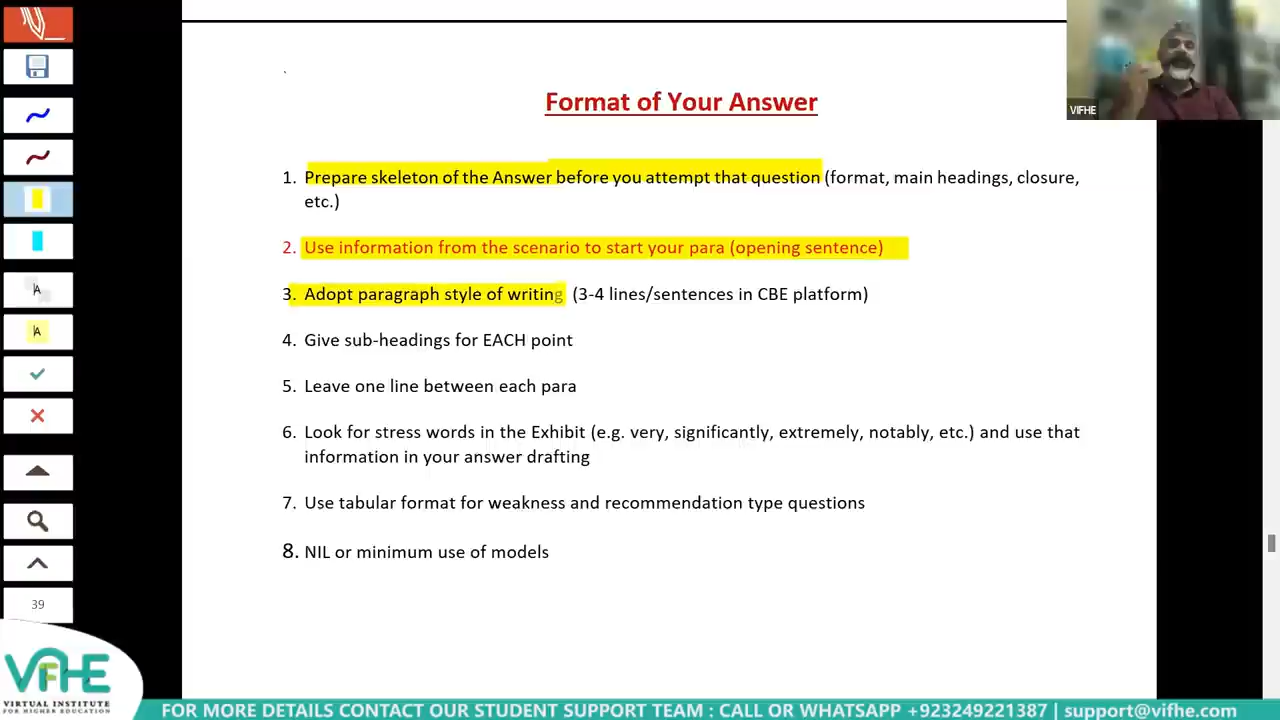 Format of Your Answer
VIFHE
1. Prepare skeleton of the Answer before you attempt that question (format, main headings, closure,
etc.)
2. Use information from the scenario to start your para (opening sentence)
3. Adopt paragraph style of writing (3-4 lines/sentences in CBE platform)
4. Give sub-headings for EACH point
5. Leave one line between each para
6. Look for stress words in the Exhibit (e.g. very, significantly, extremely, notably, etc.) and use that
information in your answer drafting
7. Use tabular format for weakness and recommendation type questions
8. NIL or minimum use of models
A
A
39
VIFHE
VIRTUAL INSTITUTE
FOR HIGHER EDUCATION
FOR MORE DETAILS CONTACT OUR STUDENT SUPPORT TEAM : CALL OR WHATSAPP +923249221387 | support@vifhe.com